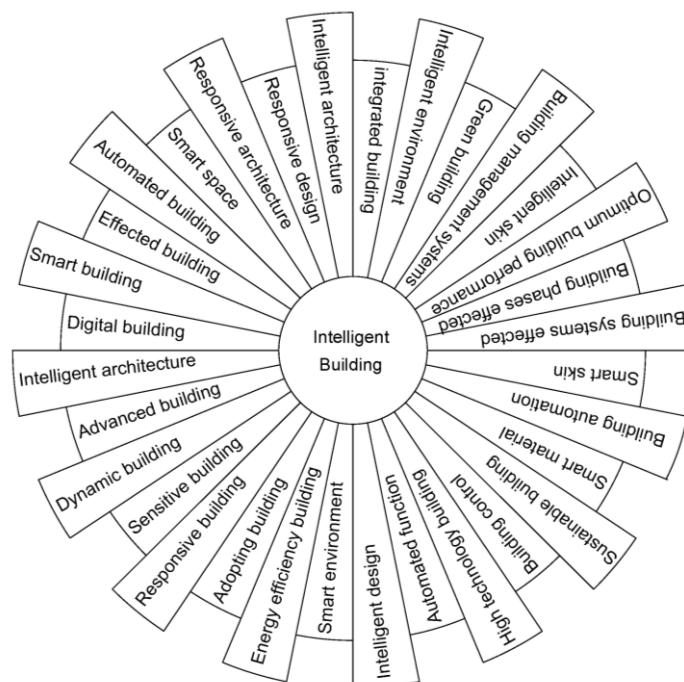 Intelligent
Building
Intelligent architecture
integrated building
Intelligent environment
Green building
Building management systems
Intelligent skin
Optimum building performance
Building phases effected
Building systems effected
Smart skin
Building automation
Smart material
Sustainable building
Building control
High technology building
Automated function
Intelligent design
Smart environment
Energy efficiency building
Adopting building
Responsive building
Sensitive building
Dynamic building
Advanced building
Intelligent architecture
Digital building
Smart building
Effected building
Automated building
Smart space
Responsive architecture
Responsive design